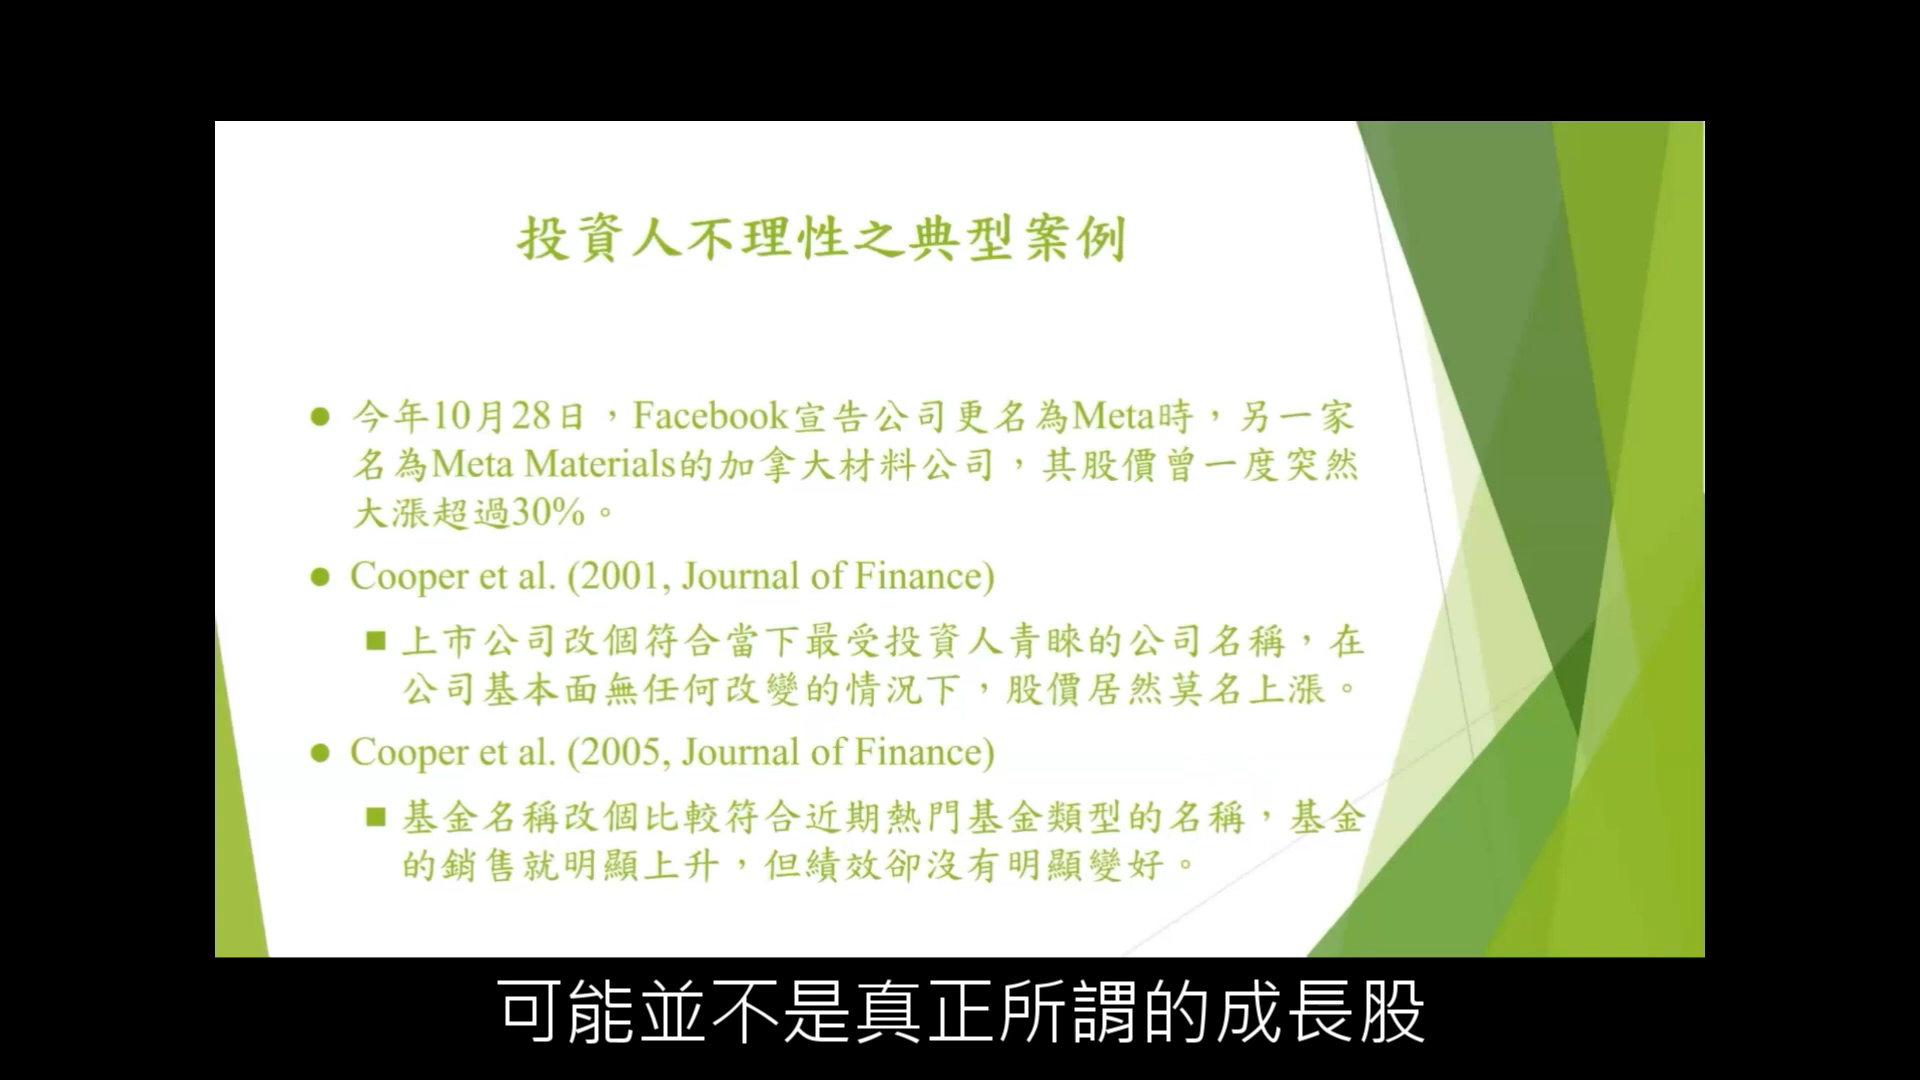 投資人不理性之典型案例
● 今年10月28日，Facebook宣告公司更名為Meta時，另一家
名為Meta Materials的加拿大材料公司，其股價曾一度突然
大漲超過30%。
● Cooper et al. (2001, Journal of Finance)
■ 上市公司改個符合當下最受投資人青睞的公司名稱，在
公司基本面無任何改變的情況下，股價居然莫名上漲。
● Cooper et al. (2005, Journal of Finance)
■ 基金名稱改個比較符合近期熱門基金類型的名稱，基金
的銷售就明顯上升，但績效卻沒有明顯變好。
可能並不是真正所謂的成長股